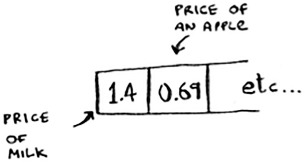 PRICE OF
AN APPLE
1.4 0.69 etc...
PRICE
OF
MILK